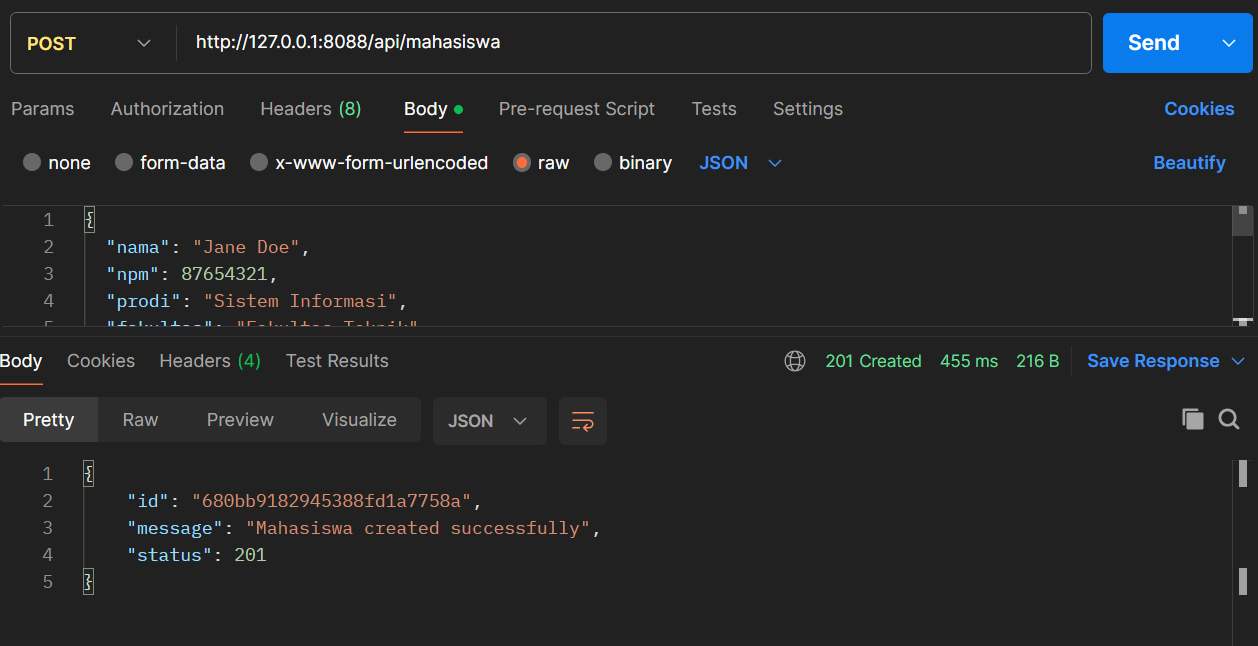 POST http://127.0.0.1:8088/api/mahasiswa Send
Params Authorization Headers (8) Body Pre-request Script Tests Settings Cookies
none form-data x-www-form-urlencoded raw binary JSON Beautify
1 {
2 "nama": "Jane Doe",
3 "npm": 87654321,
4 "prodi": "Sistem Informasi",
5 "fakultas": "Fakultas Teknik"
Body Cookies Headers (4) Test Results 201 Created 455 ms 216 B Save Response
Pretty Raw Preview Visualize JSON
1 {
2 "id": "680bb9182945388fd1a7758a",
3 "message": "Mahasiswa created successfully",
4 "status": 201
5 }